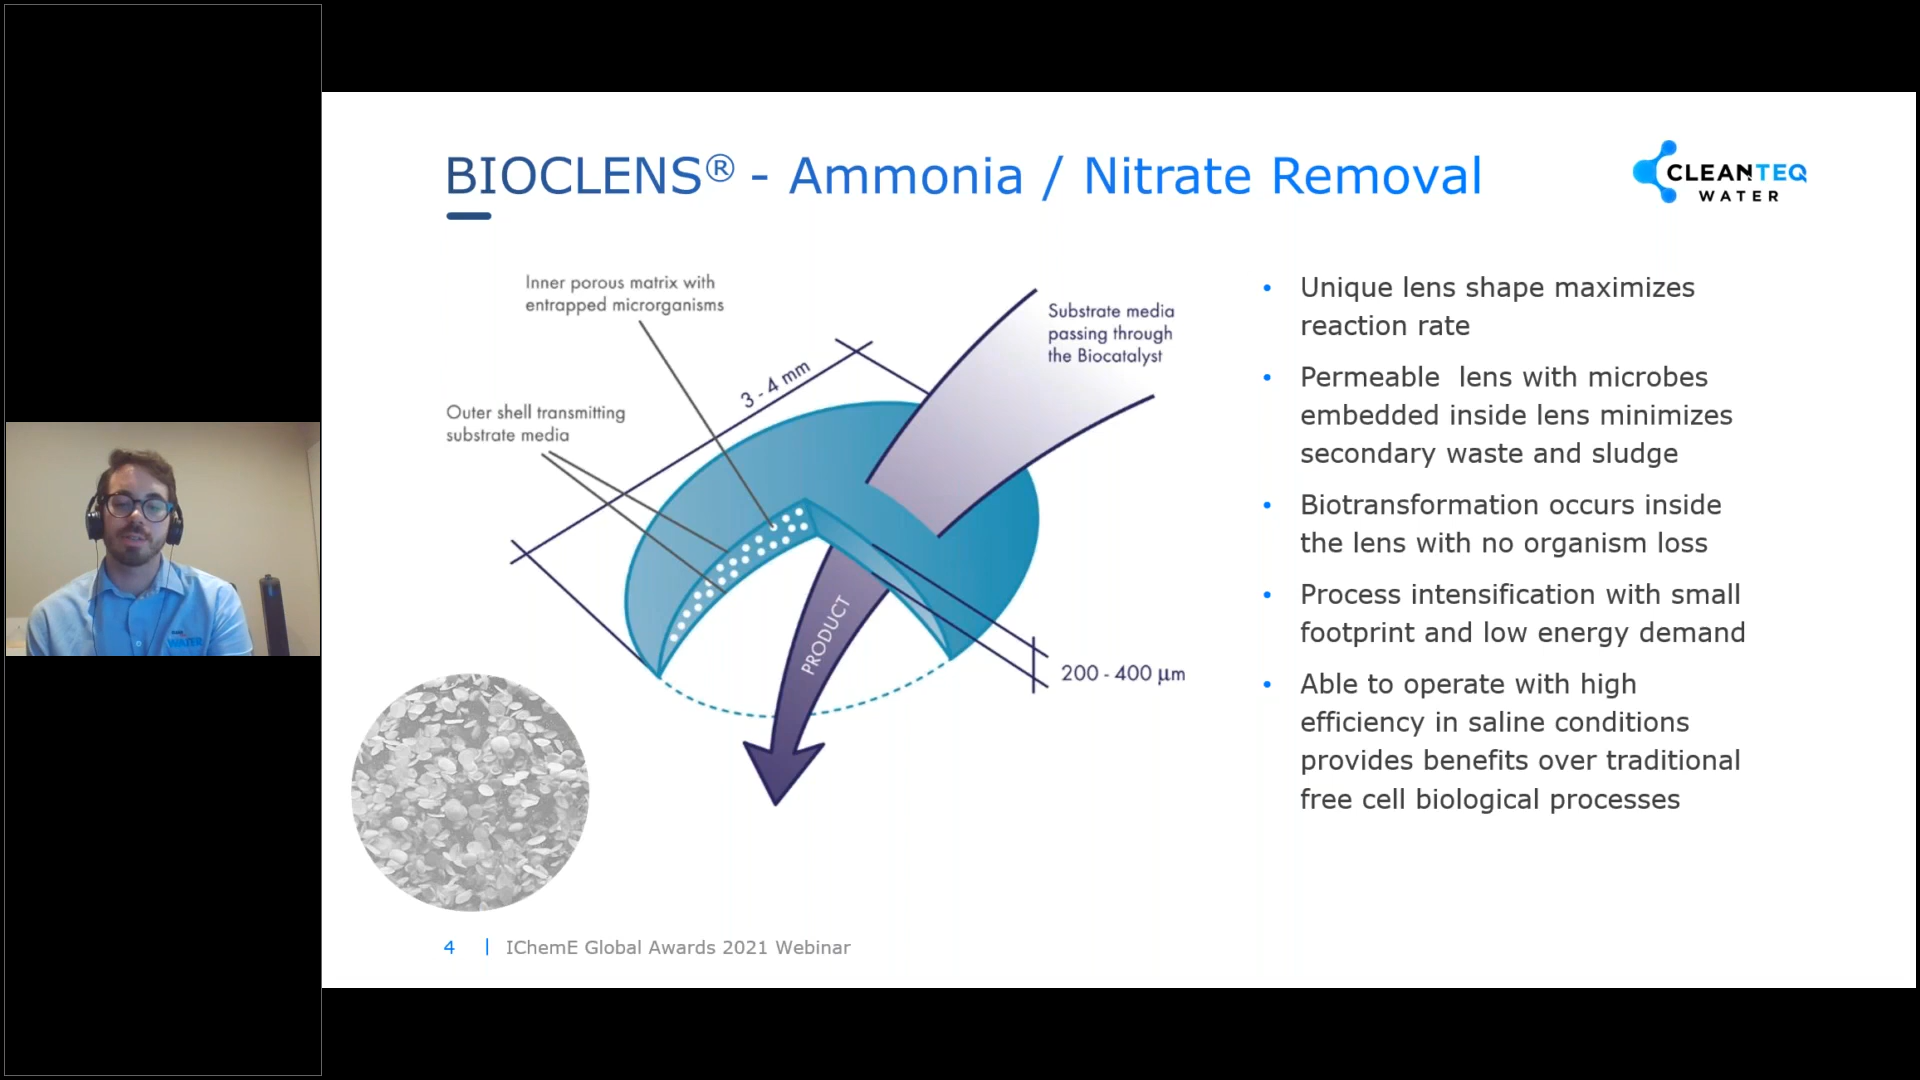 BIOCLENS® - Ammonia / Nitrate Removal
CLEANTEQ
WATER
Inner porous matrix with
entrapped microrganisms
Outer shell transmitting
substrate media
3 - 4 mm
Substrate media
passing through
the Biocatalyst
PRODUCT
200 - 400 µm
• Unique lens shape maximizes
reaction rate
• Permeable lens with microbes
embedded inside lens minimizes
secondary waste and sludge
• Biotransformation occurs inside
the lens with no organism loss
• Process intensification with small
footprint and low energy demand
• Able to operate with high
efficiency in saline conditions
provides benefits over traditional
free cell biological processes
WATER
4 | IChemE Global Awards 2021 Webinar